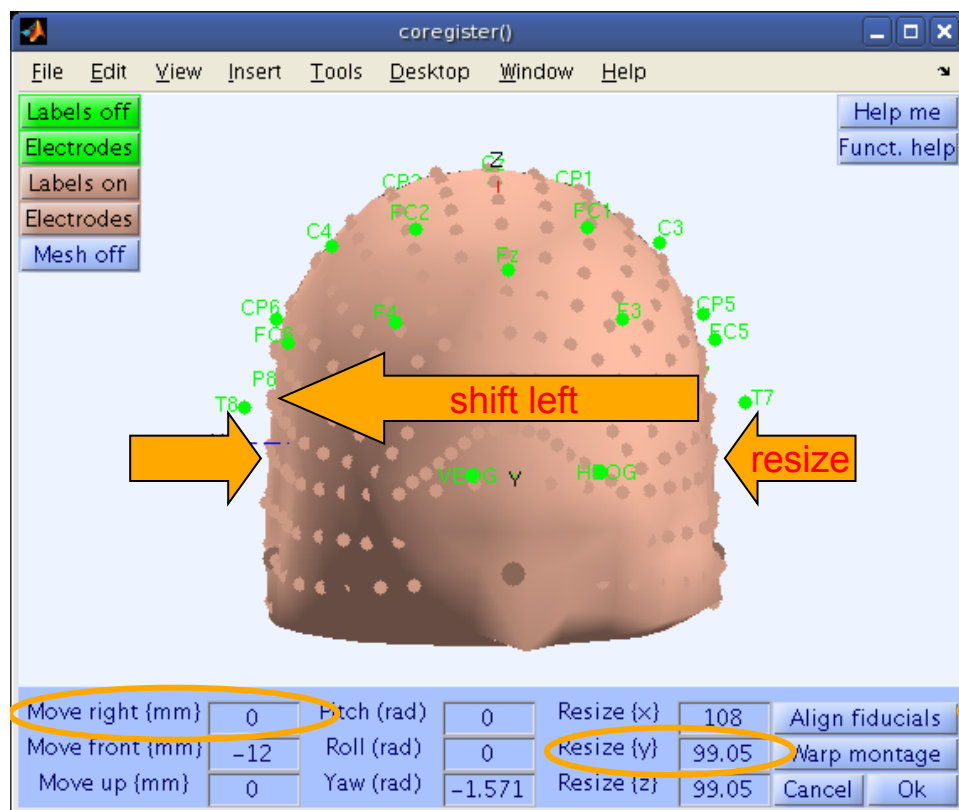 coregister()
File Edit View Insert Tools Desktop Window Help
Labels off
Help me
Electrodes
Funct. help
Labels on
Electrodes
Mesh off
Z
Cz
CP1
FC2
FC1
C4
C3
Fz
CP6
F4
F3
CP5
FC6
FC5
P8
T8
T7
shift left
resize
VEOG
Y
HEOG
Move right {mm} 0 Pitch (rad) 0 Resize {x} 108 Align fiducials
Move front {mm} -12 Roll (rad) 0 Resize {y} 99.05 Warp montage
Move up {mm} 0 Yaw (rad) -1.571 Resize {z} 99.05 Cancel Ok